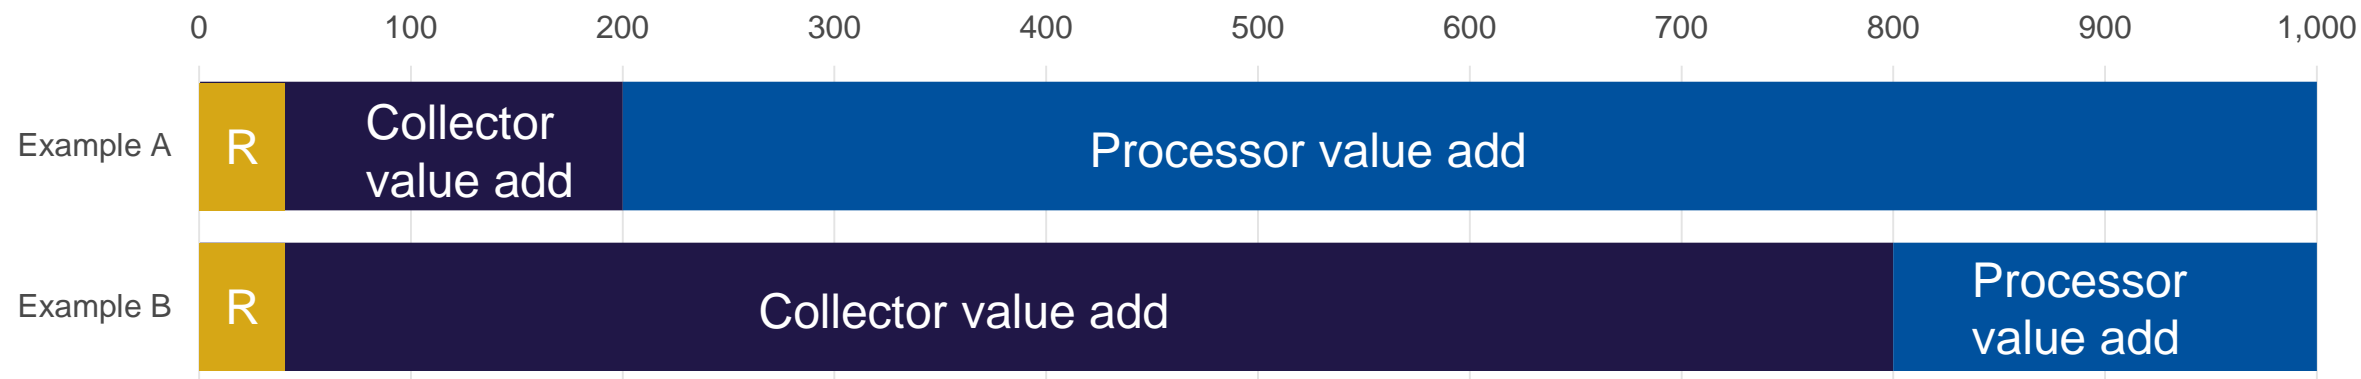 0 100 200 300 400 500 600 700 800 900 1,000
Example A
R
Collector
value add
Processor value add
Example B
R
Collector value add
Processor
value add